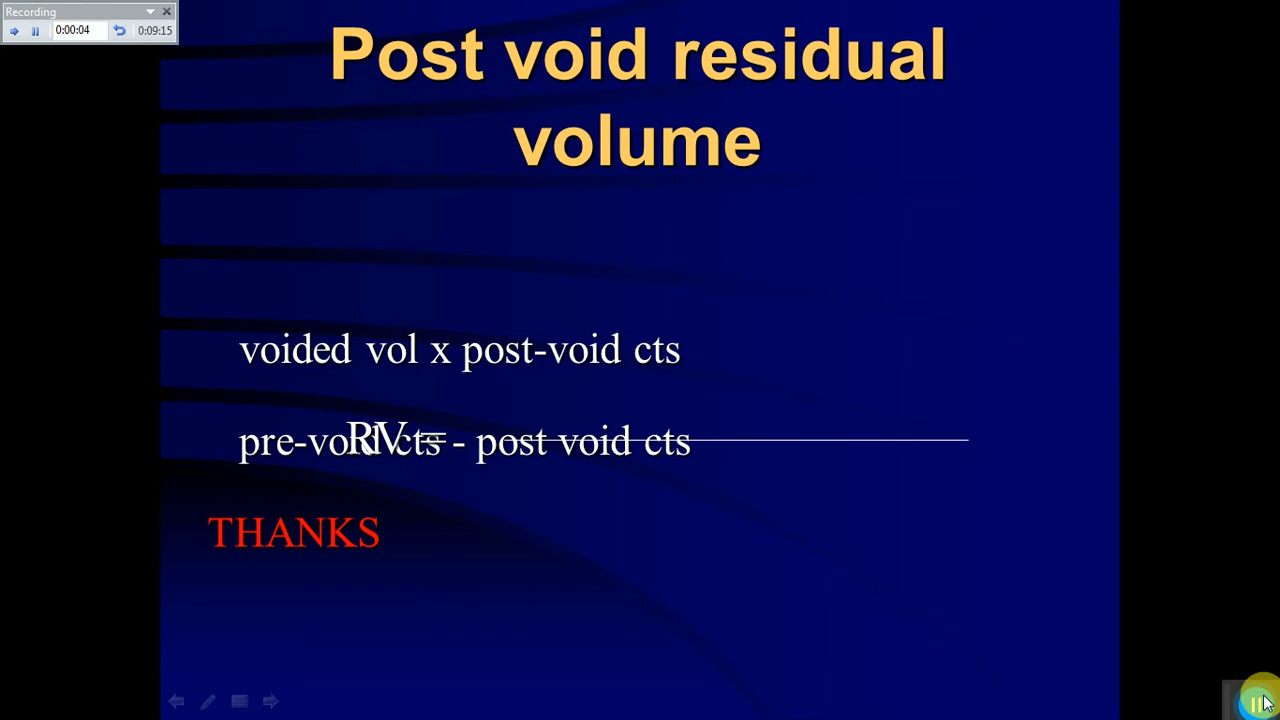 Recording
0:00:04
0:09:15
Post void residual
volume
voided vol x post-void cts
RV =
pre-void cts - post void cts
THANKS